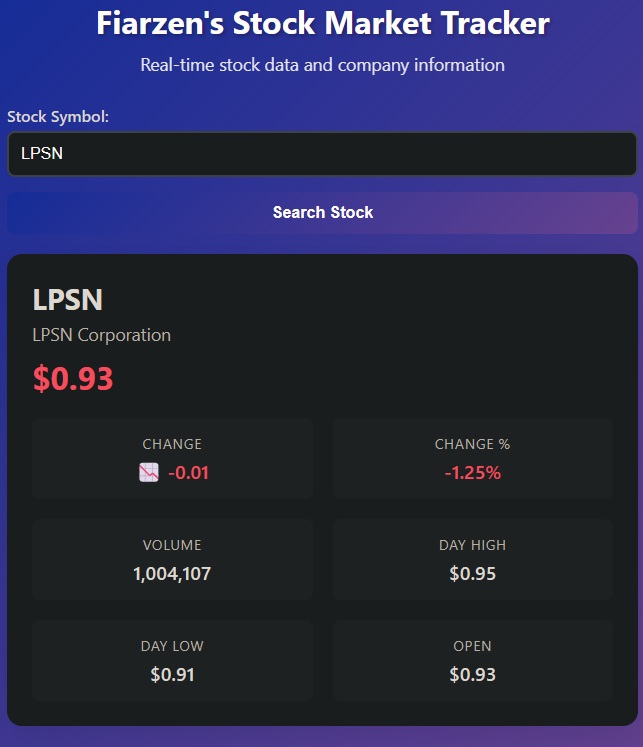 Fiarzen's Stock Market Tracker
Real-time stock data and company information
Stock Symbol:
LPSN
Search Stock
LPSN
LPSN Corporation
$0.93
CHANGE
-0.01
CHANGE %
-1.25%
VOLUME
1,004,107
DAY HIGH
$0.95
DAY LOW
$0.91
OPEN
$0.93